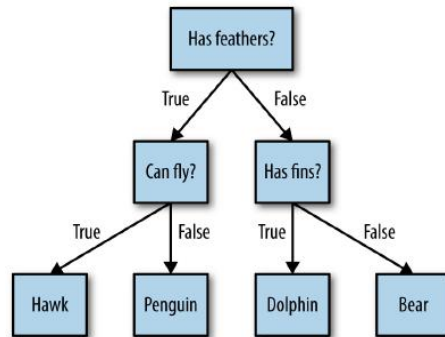 Has feathers?
True
False
Can fly?
Has fins?
True
False
True
False
Hawk
Penguin
Dolphin
Bear